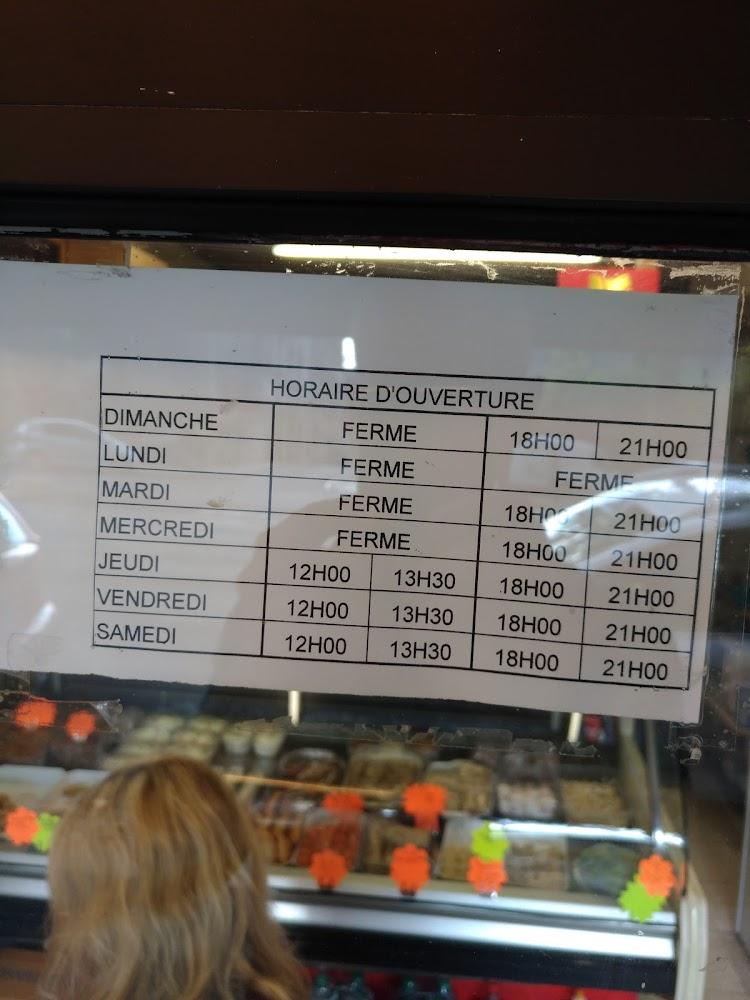 HORAIRE D'OUVERTURE
DIMANCHE FERME 18H00 21H00
LUNDI FERME FERME
MARDI FERME 18H00 21H00
MERCREDI FERME 18H00 21H00
JEUDI 12H00 13H30 18H00 21H00
VENDREDI 12H00 13H30 18H00 21H00
SAMEDI 12H00 13H30 18H00 21H00